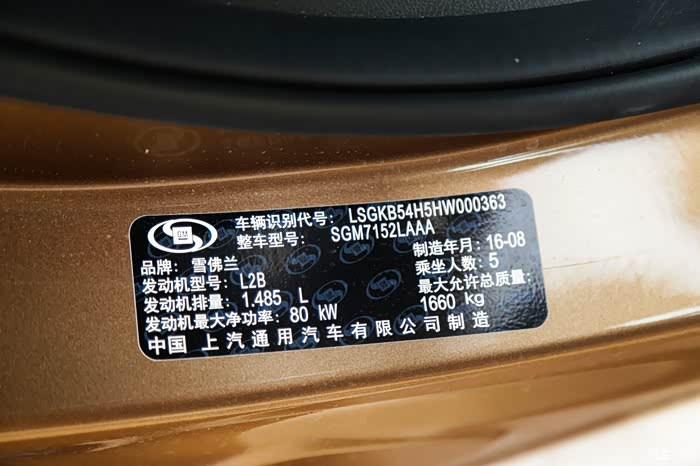 车辆识别代号: LSGKB54H5HW000363
整车型号: SGM7152LAAA
品牌: 雪佛兰 制造年月: 16-08
发动机型号: L2B 乘坐人数: 5
发动机排量: 1.485 L 最大允许总质量:
发动机最大净功率: 80 kW 1660 kg
中国 上汽通用汽车有限公司制造